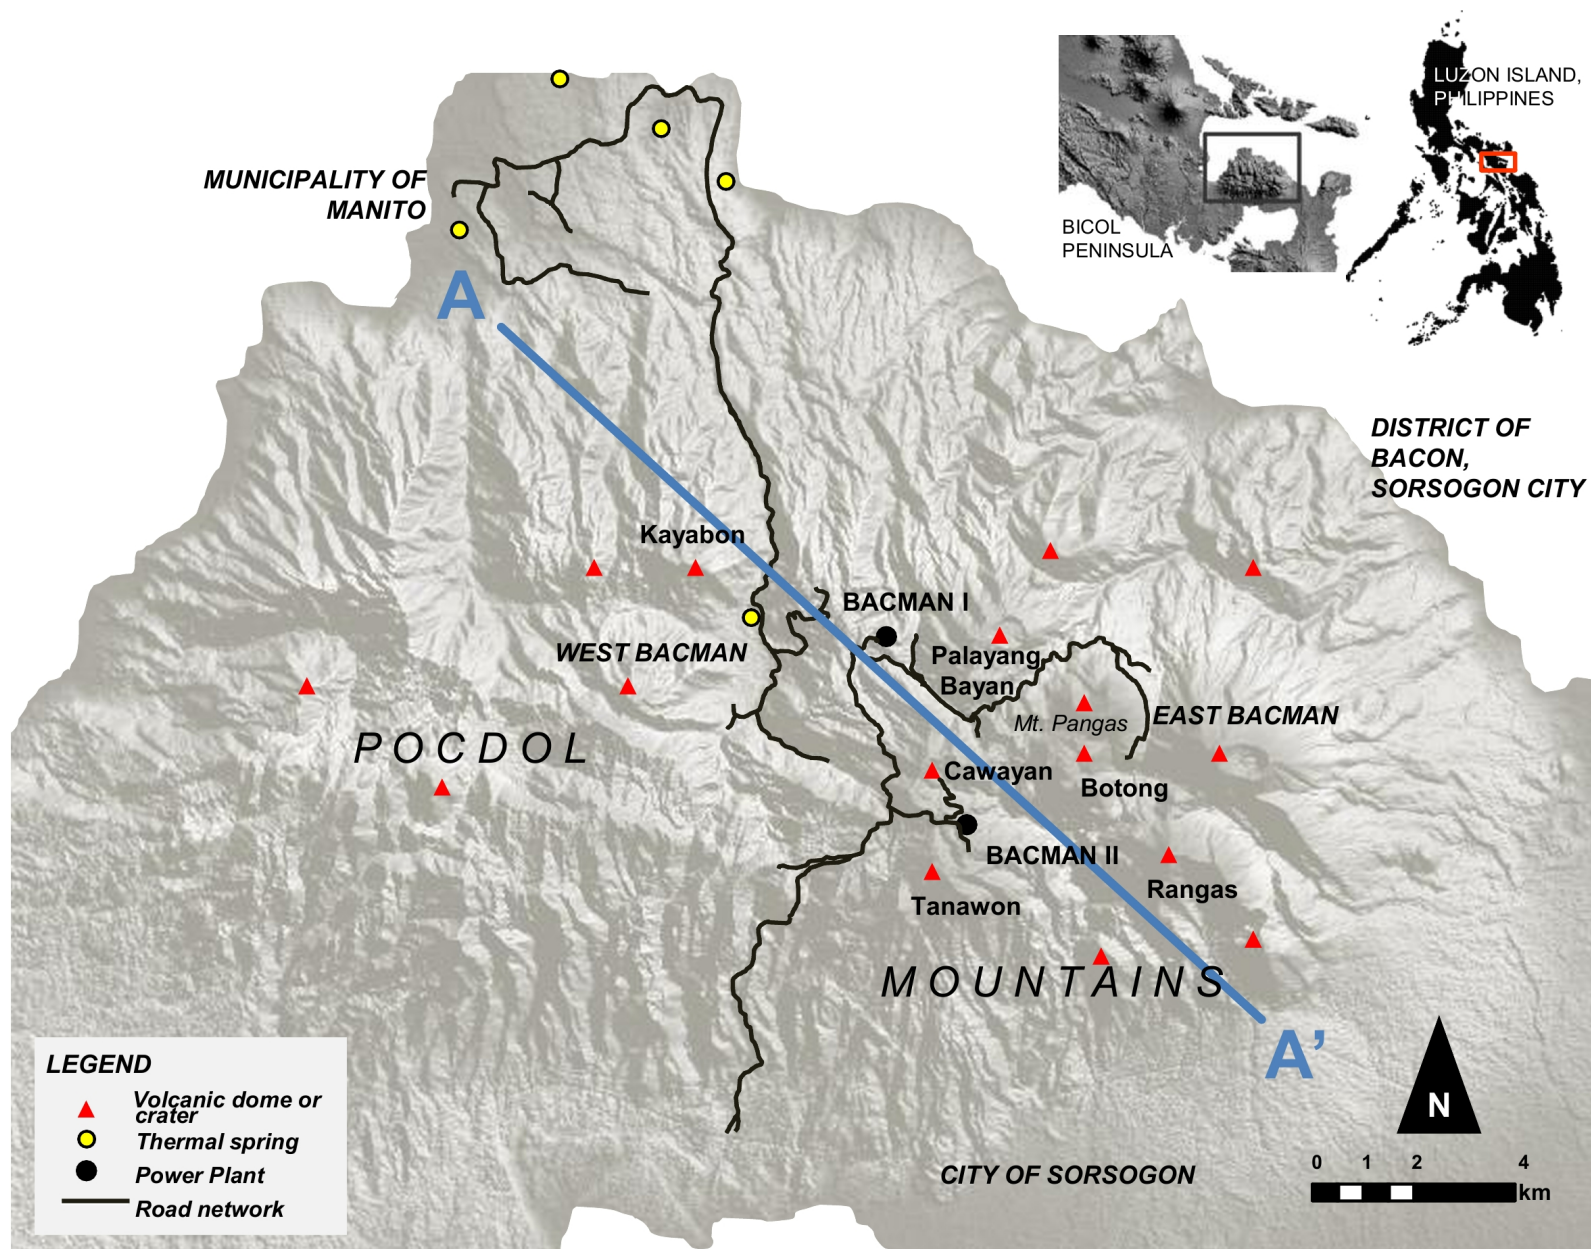 LUZON ISLAND,
PHILIPPINES
MUNICIPALITY OF
MANITO
BICOL
PENINSULA
A
DISTRICT OF
BACON,
SORSOGON CITY
Kayabon
BACMAN I
WEST BACMAN
Palayang
Bayan
Mt. Pangas
EAST BACMAN
POCDOL
Cawayan
Botong
BACMAN II
Rangas
Tanawon
MOUNTAINS
A’
LEGEND
Volcanic dome or
crater
Thermal spring
Power Plant
Road network
N
CITY OF SORSOGON
0 1 2 4
km